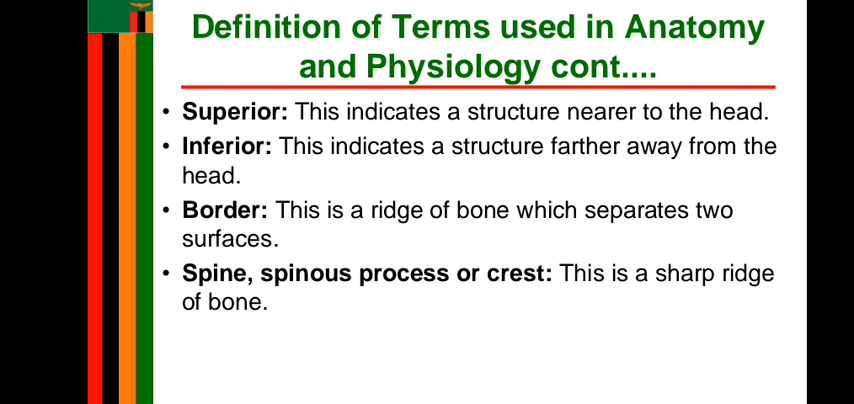 Definition of Terms used in Anatomy
and Physiology cont....
• Superior: This indicates a structure nearer to the head.
• Inferior: This indicates a structure farther away from the
head.
• Border: This is a ridge of bone which separates two
surfaces.
• Spine, spinous process or crest: This is a sharp ridge
of bone.